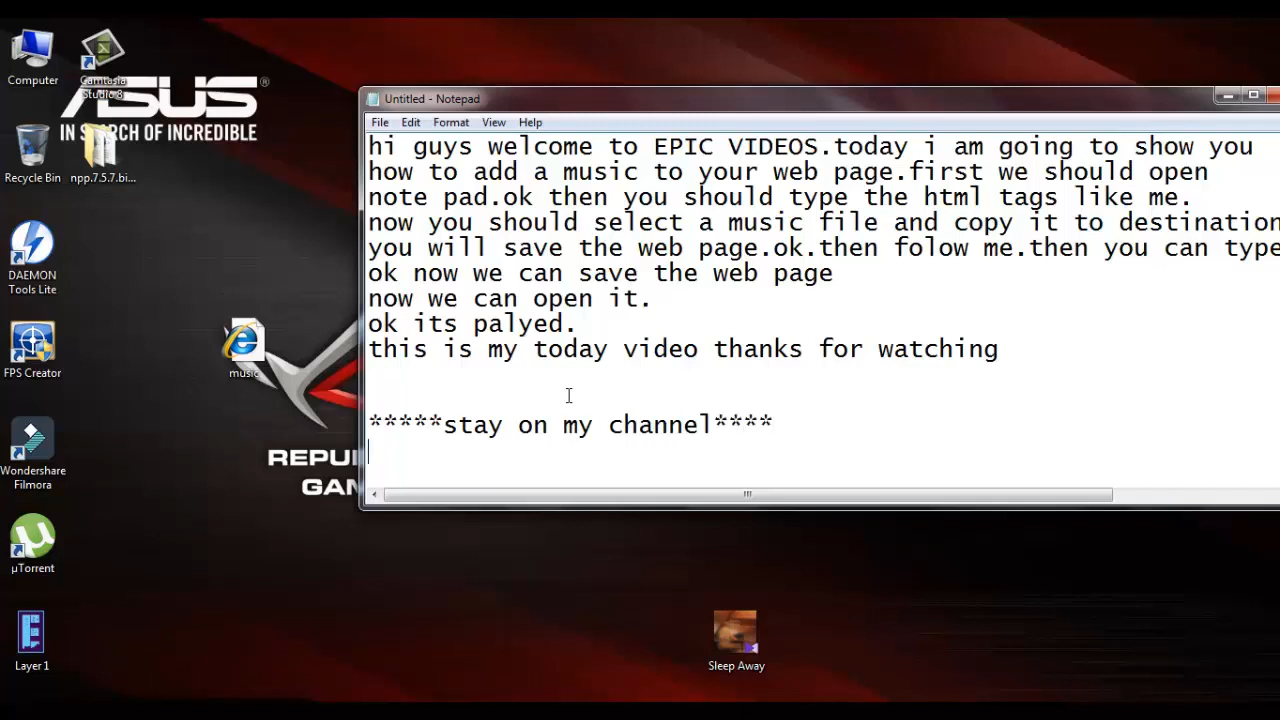 Computer
Camtasia
Studio 8
ASUS®
IN SEARCH OF INCREDIBLE
Recycle Bin
npp.7.5.7.bi...
DAEMON
Tools Lite
FPS Creator
Wondershare
Filmora
µTorrent
Layer 1
music
REPU
GAM
Untitled - Notepad
File Edit Format View Help
hi guys welcome to EPIC VIDEOS.today i am going to show you
how to add a music to your web page.first we should open
note pad.ok then you should type the html tags like me.
now you should select a music file and copy it to destination
you will save the web page.ok.then folow me.then you can type
ok now we can save the web page
now we can open it.
ok its palyed.
this is my today video thanks for watching
*****stay on my channel****
Sleep Away